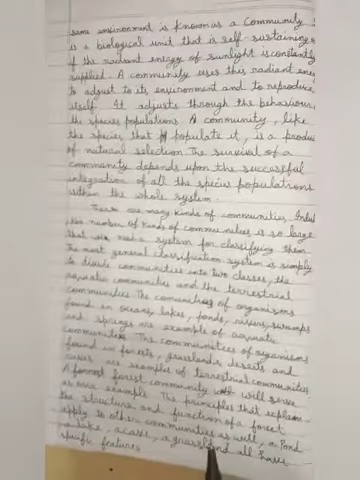 same environment is Known as a Community
is a biological unit that is self-sustaining
if the radiant energy of sunlight is constantly
supplied. A community uses this radiant ener
to adjust to its environment and to reproduce
itself. It adjusts through the behaviour
the species populations. A community, like
the species that populate it, is a produ
of natural selection. The survival of a
community depends upon the successful
integration of all the species populations
within the whole system.
There are many kinds of communities. Indee
the number of kinds of communities is so large
that we need a system for classifying them
The most general classification system is simply
to divide communities into two classes, the
aquatic communities and the terrestrial
communities. The communities of organisms
found in oceans, lakes, ponds, rivers, swamps
and springs are example of aquatic
communities. The communities of organisms
found in forests, grasslands, deserts and
caves are examples of terrestrial communities
A forest community will serve
as our example. The principles that explain
the structure and function of a forest
apply to other communities as well, a Pond
a lake, a cave, a grassland all have
specific features